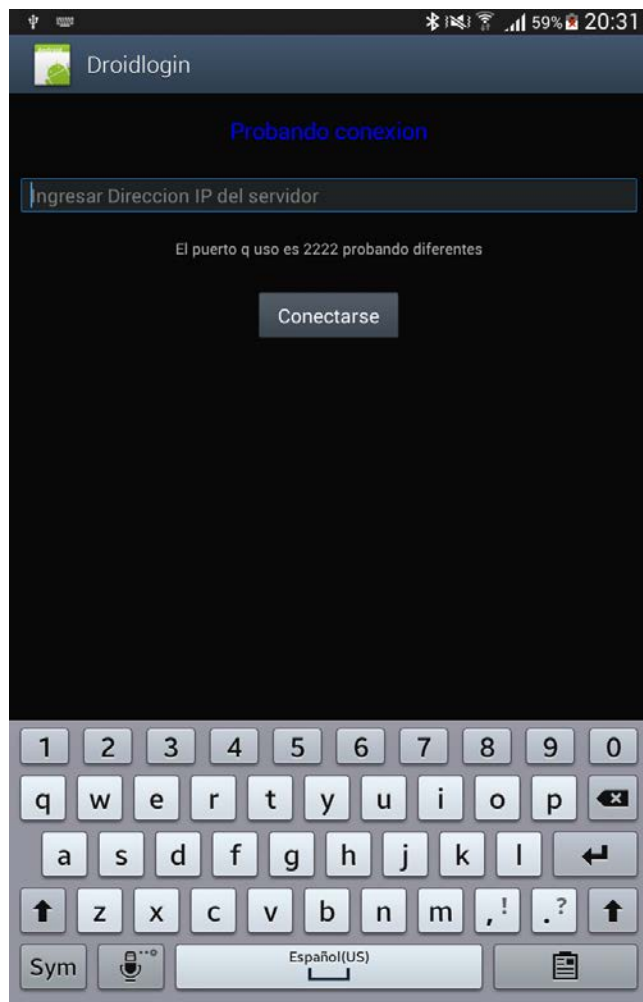 59% 20:31
Droidlogin
Probando conexion
Ingresar Direccion IP del servidor
El puerto q uso es 2222 probando diferentes
Conectarse
1 2 3 4 5 6 7 8 9 0
q w e r t y u i o p
a s d f g h j k l
z x c v b n m , ! . ?
Sym Español(US)